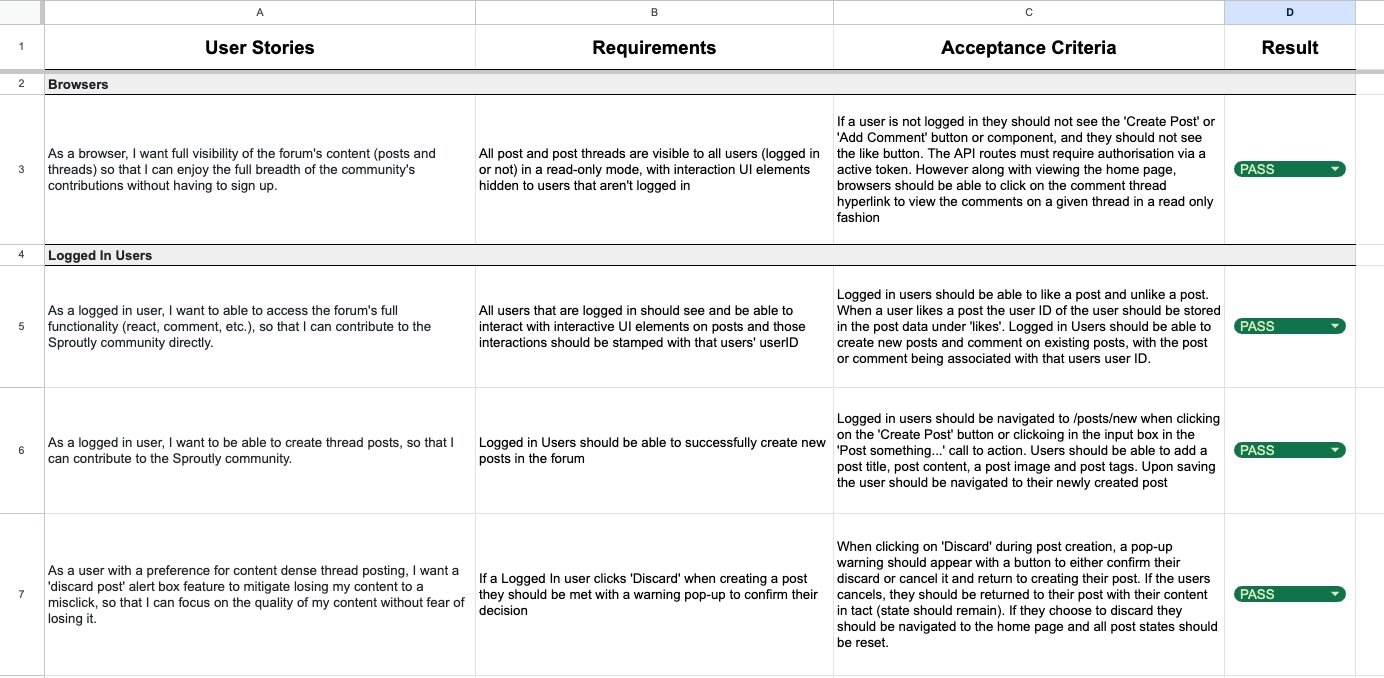 A B C D
1 User Stories Requirements Acceptance Criteria Result
2 Browsers
3
As a browser, I want full visibility of the forum's content (posts and
threads) so that I can enjoy the full breadth of the community's
contributions without having to sign up.
All post and post threads are visible to all users (logged in
or not) in a read-only mode, with interaction UI elements
hidden to users that aren't logged in
If a user is not logged in they should not see the 'Create Post' or
'Add Comment' button or component, and they should not see
the like button. The API routes must require authorisation via a
active token. However along with viewing the home page,
browsers should be able to click on the comment thread
hyperlink to view the comments on a given thread in a read only
fashion
PASS
4 Logged In Users
5
As a logged in user, I want to able to access the forum's full
functionality (react, comment, etc.), so that I can contribute to the
Sproutly community directly.
All users that are logged in should see and be able to
interact with interactive UI elements on posts and those
interactions should be stamped with that users' userID
Logged in users should be able to like a post and unlike a post.
When a user likes a post the user ID of the user should be stored
in the post data under 'likes'. Logged in Users should be able to
create new posts and comment on existing posts, with the post
or comment being associated with that users user ID.
PASS
6
As a logged in user, I want to be able to create thread posts, so that I
can contribute to the Sproutly community.
Logged in Users should be able to successfully create new
posts in the forum
Logged in users should be navigated to /posts/new when clicking
on the 'Create Post' button or clickoing in the input box in the
'Post something...' call to action. Users should be able to add a
post title, post content, a post image and post tags. Upon saving
the user should be navigated to their newly created post
PASS
7
As a user with a preference for content dense thread posting, I want a
'discard post' alert box feature to mitigate losing my content to a
misclick, so that I can focus on the quality of my content without fear of
losing it.
If a Logged In user clicks 'Discard' when creating a post
they should be met with a warning pop-up to confirm their
decision
When clicking on 'Discard' during post creation, a pop-up
warning should appear with a button to either confirm their
discard or cancel it and return to creating their post. If the users
cancels, they should be returned to their post with their content
in tact (state should remain). If they choose to discard they
should be navigated to the home page and all post states should
be reset.
PASS